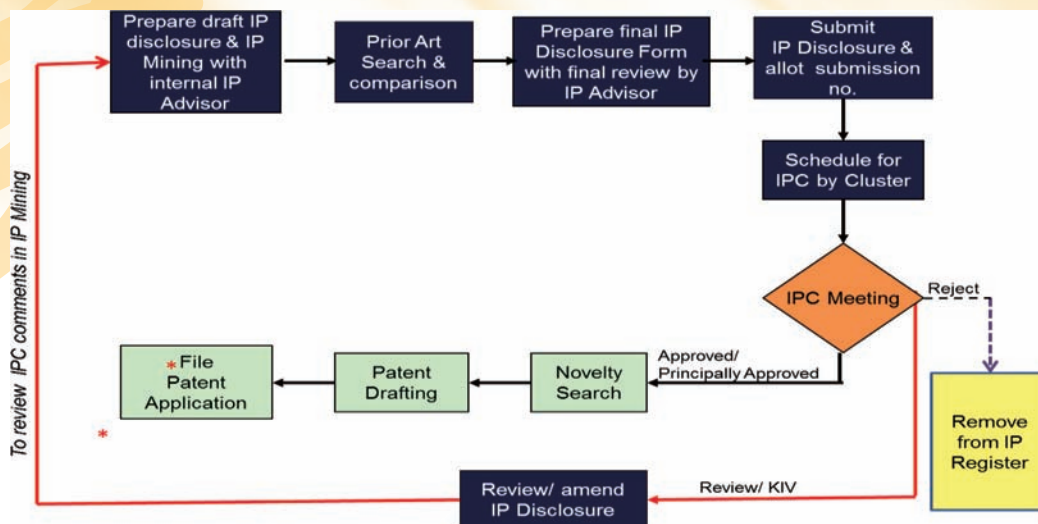 Prepare draft IP
disclosure & IP
Mining with
internal IP
Advisor
Prior Art
Search &
comparison
Prepare final IP
Disclosure Form
with final review by
IP Advisor
Submit
IP Disclosure &
allot submission
no.
Schedule for
IPC by Cluster
IPC Meeting
Reject
Remove
from IP
Register
Approved/
Principally Approved
Novelty
Search
Patent
Drafting
* File
Patent
Application
*
Review/ KIV
Review/ amend
IP Disclosure
To review IPC comments in IP Mining